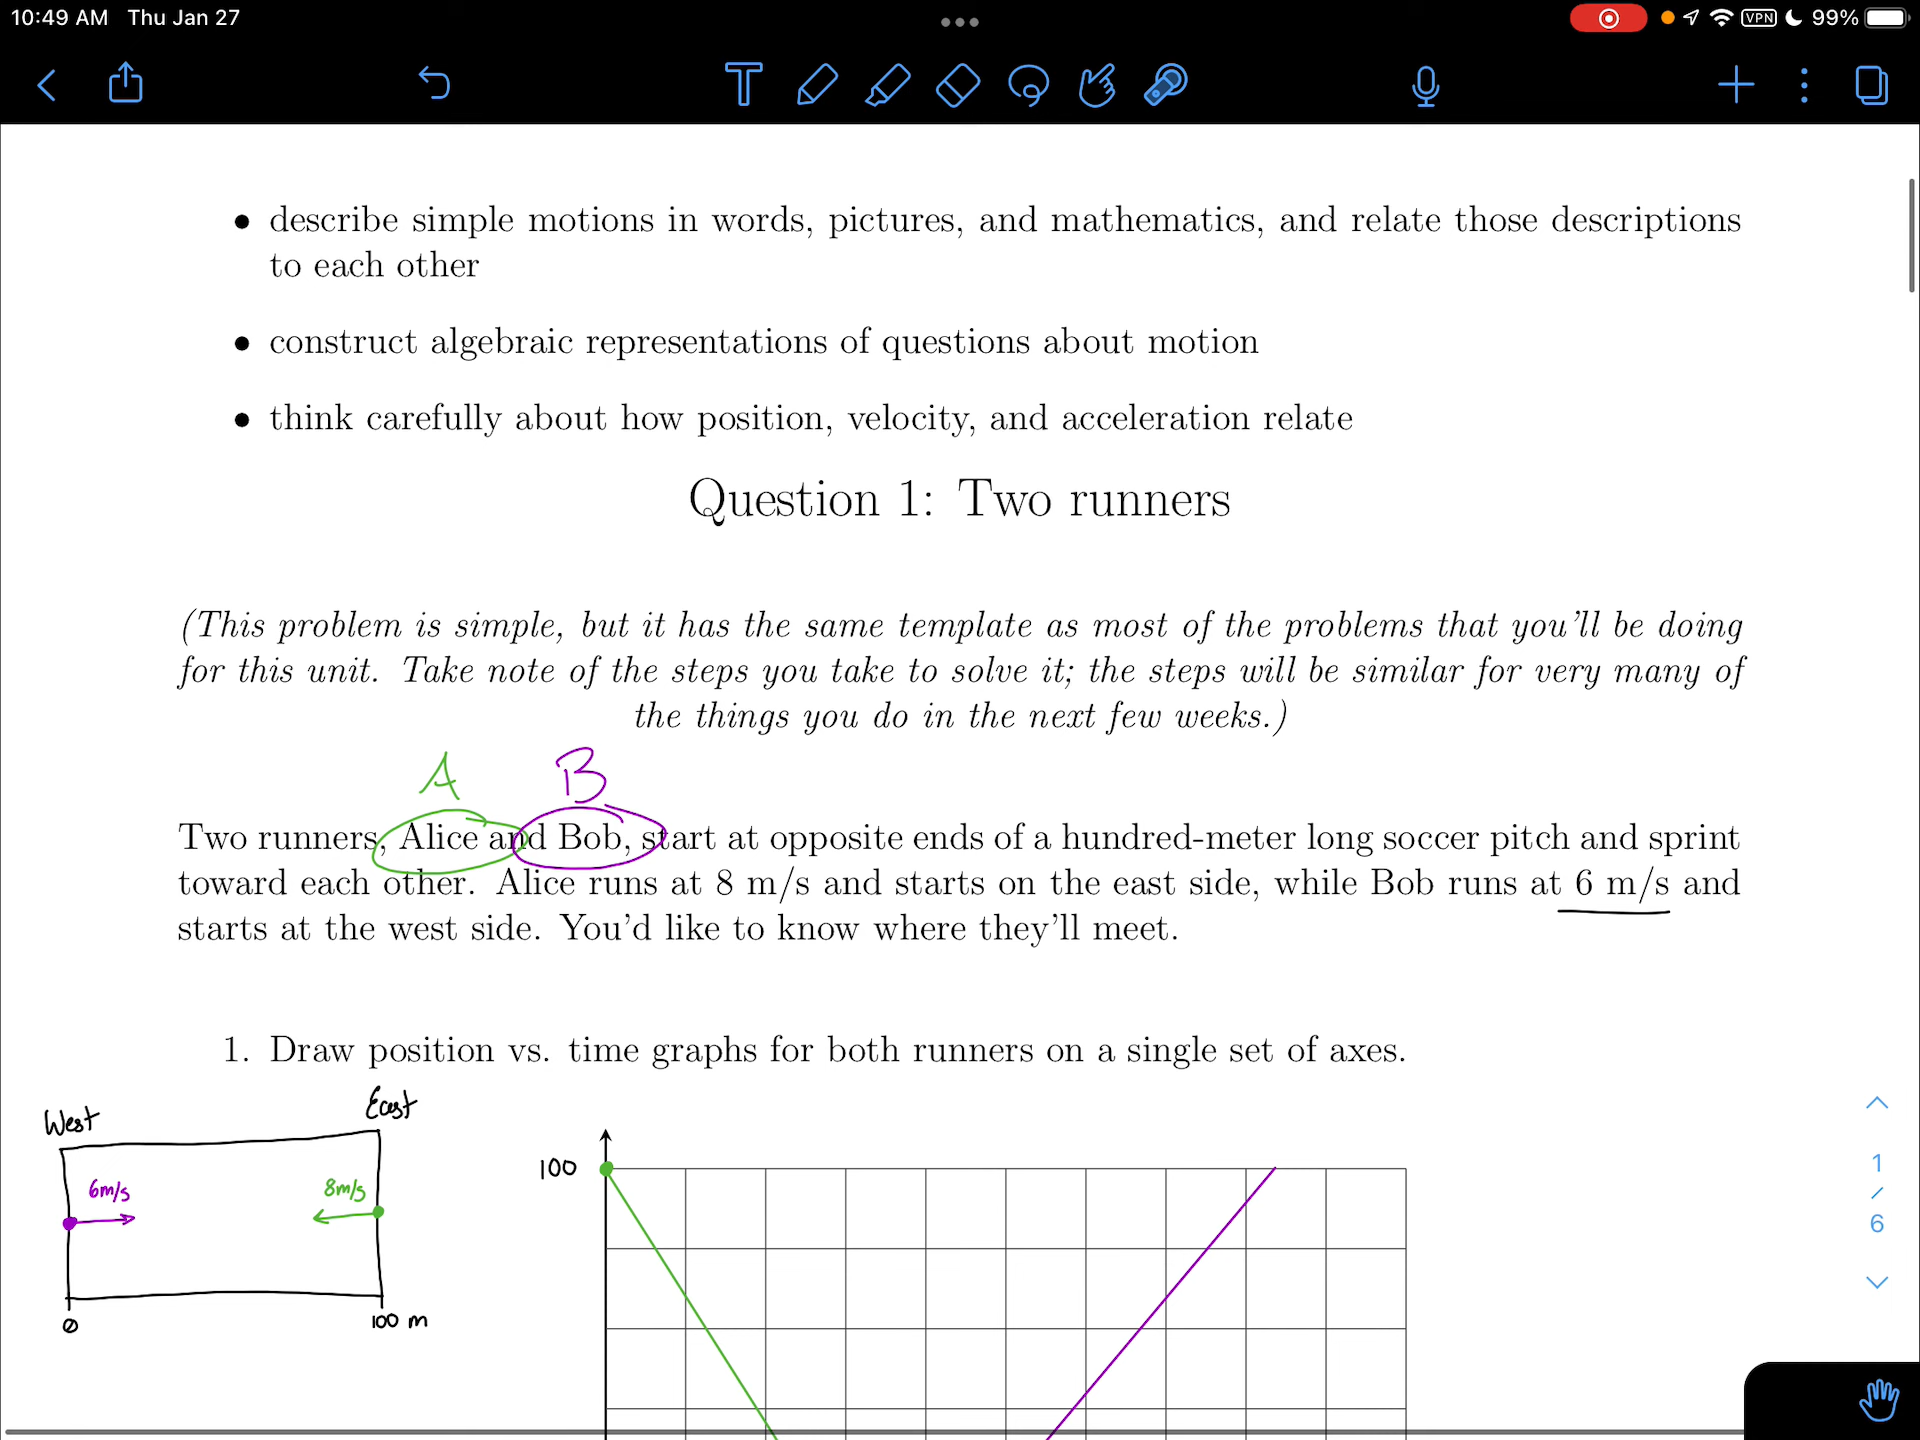 10:49 AM Thu Jan 27
VPN 99%
T
• describe simple motions in words, pictures, and mathematics, and relate those descriptions
to each other
• construct algebraic representations of questions about motion
• think carefully about how position, velocity, and acceleration relate
Question 1: Two runners
(This problem is simple, but it has the same template as most of the problems that you'll be doing
for this unit. Take note of the steps you take to solve it; the steps will be similar for very many of
the things you do in the next few weeks.)
A B
Two runners, Alice and Bob, start at opposite ends of a hundred-meter long soccer pitch and sprint
toward each other. Alice runs at 8 m/s and starts on the east side, while Bob runs at 6 m/s and
starts at the west side. You'd like to know where they'll meet.
1. Draw position vs. time graphs for both runners on a single set of axes.
West East
6m/s 8m/s
0 100 m
100
1
/
6